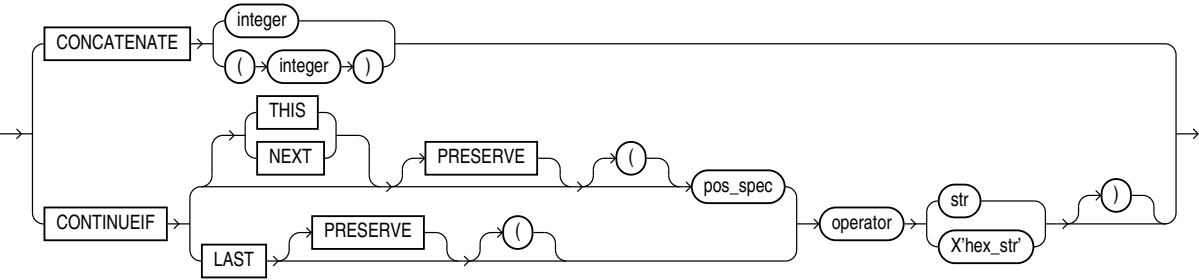 integer
CONCATENATE
( integer )
THIS
NEXT
PRESERVE (
pos_spec
CONTINUEIF
str
)
operator
PRESERVE (
X'hex_str'
LAST